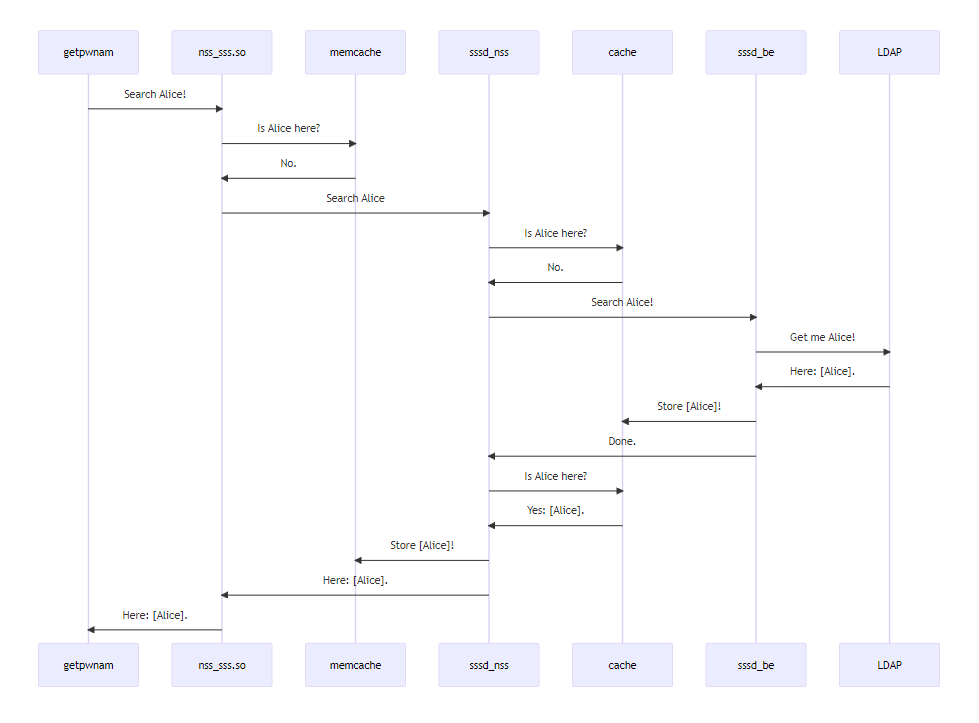 getpwnam nss_sss.so memcache sssd_nss cache sssd_be LDAP
Search Alice!
Is Alice here?
No.
Search Alice
Is Alice here?
No.
Search Alice!
Get me Alice!
Here: [Alice].
Store [Alice]!
Done.
Is Alice here?
Yes: [Alice].
Store [Alice]!
Here: [Alice].
Here: [Alice].
getpwnam nss_sss.so memcache sssd_nss cache sssd_be LDAP